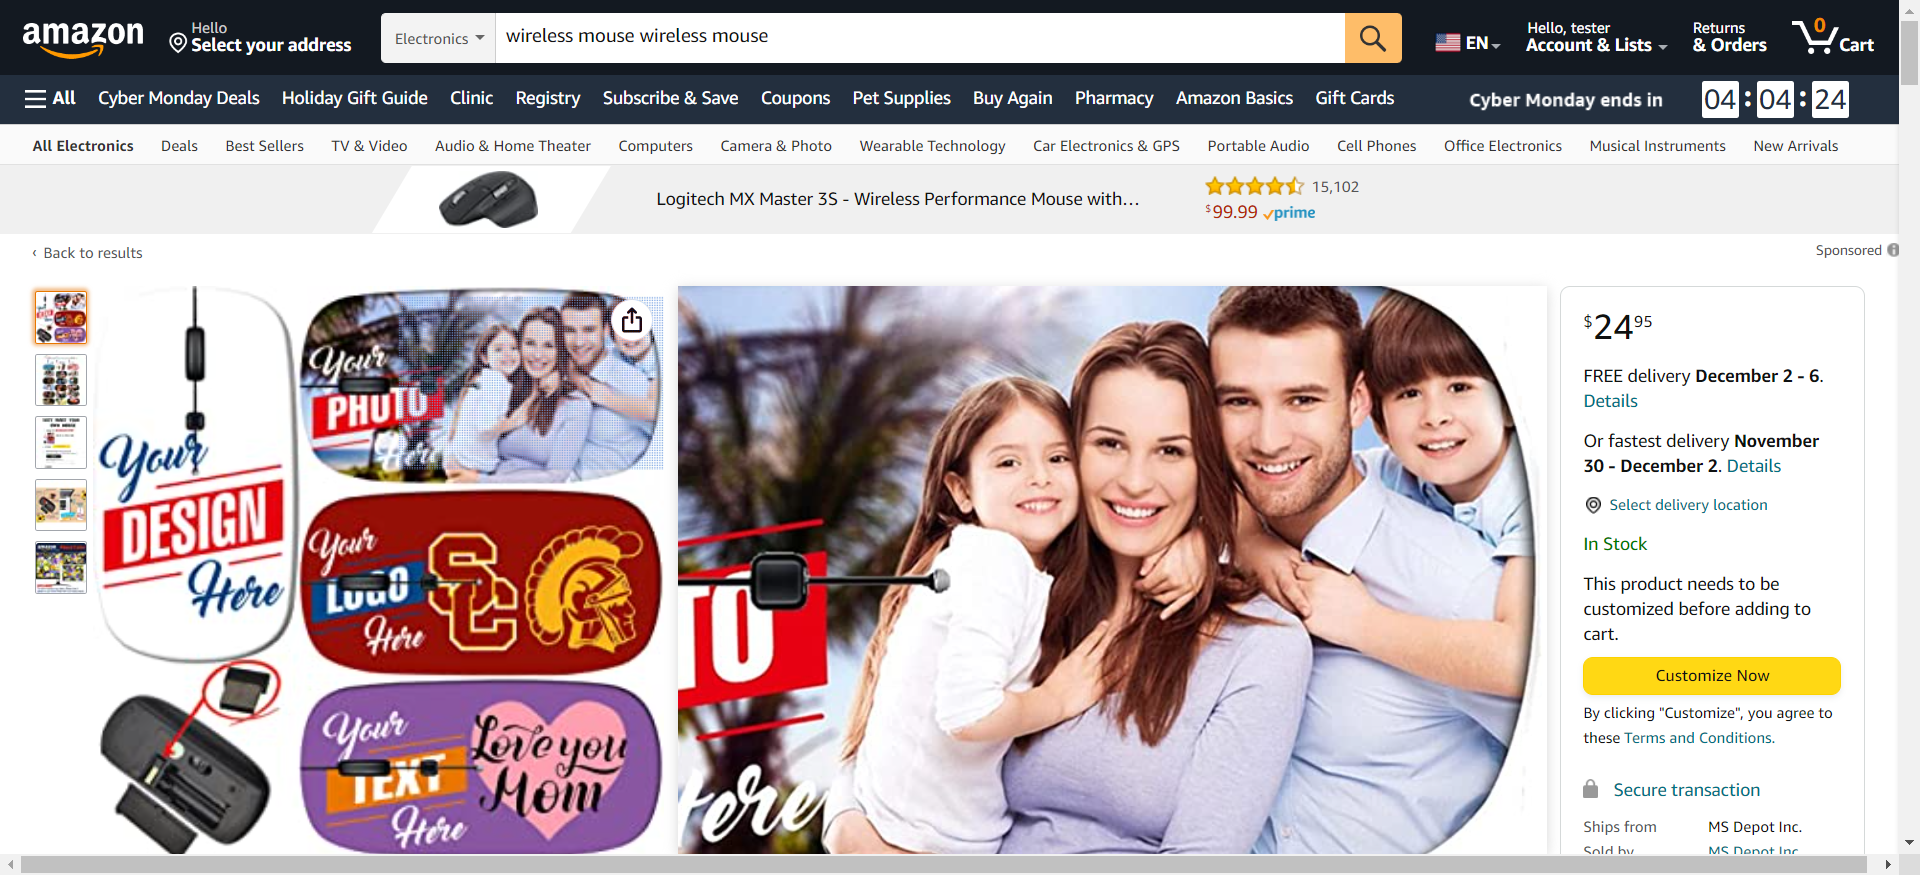 amazon
Hello
Select your address
Electronics
wireless mouse wireless mouse
EN
Hello, tester
Account & Lists
Returns
& Orders
0
Cart
All
Cyber Monday Deals
Holiday Gift Guide
Clinic
Registry
Subscribe & Save
Coupons
Pet Supplies
Buy Again
Pharmacy
Amazon Basics
Gift Cards
Cyber Monday ends in
04:04:24
All Electronics
Deals
Best Sellers
TV & Video
Audio & Home Theater
Computers
Camera & Photo
Wearable Technology
Car Electronics & GPS
Portable Audio
Cell Phones
Office Electronics
Musical Instruments
New Arrivals
Logitech MX Master 3S - Wireless Performance Mouse with...
15,102
$99.99 prime
‹ Back to results
Sponsored
Your
DESIGN
Here
Your
PHOTO
Here
Your
LOGO
Here
SC
Your
TEXT
Here
Love you
Mom
TO
ere
$24.95
FREE delivery December 2 - 6.
Details
Or fastest delivery November
30 - December 2. Details
Select delivery location
In Stock
This product needs to be
customized before adding to
cart.
Customize Now
By clicking "Customize", you agree to
these Terms and Conditions.
Secure transaction
Ships from
MS Depot Inc.
Sold by
MS Depot Inc.